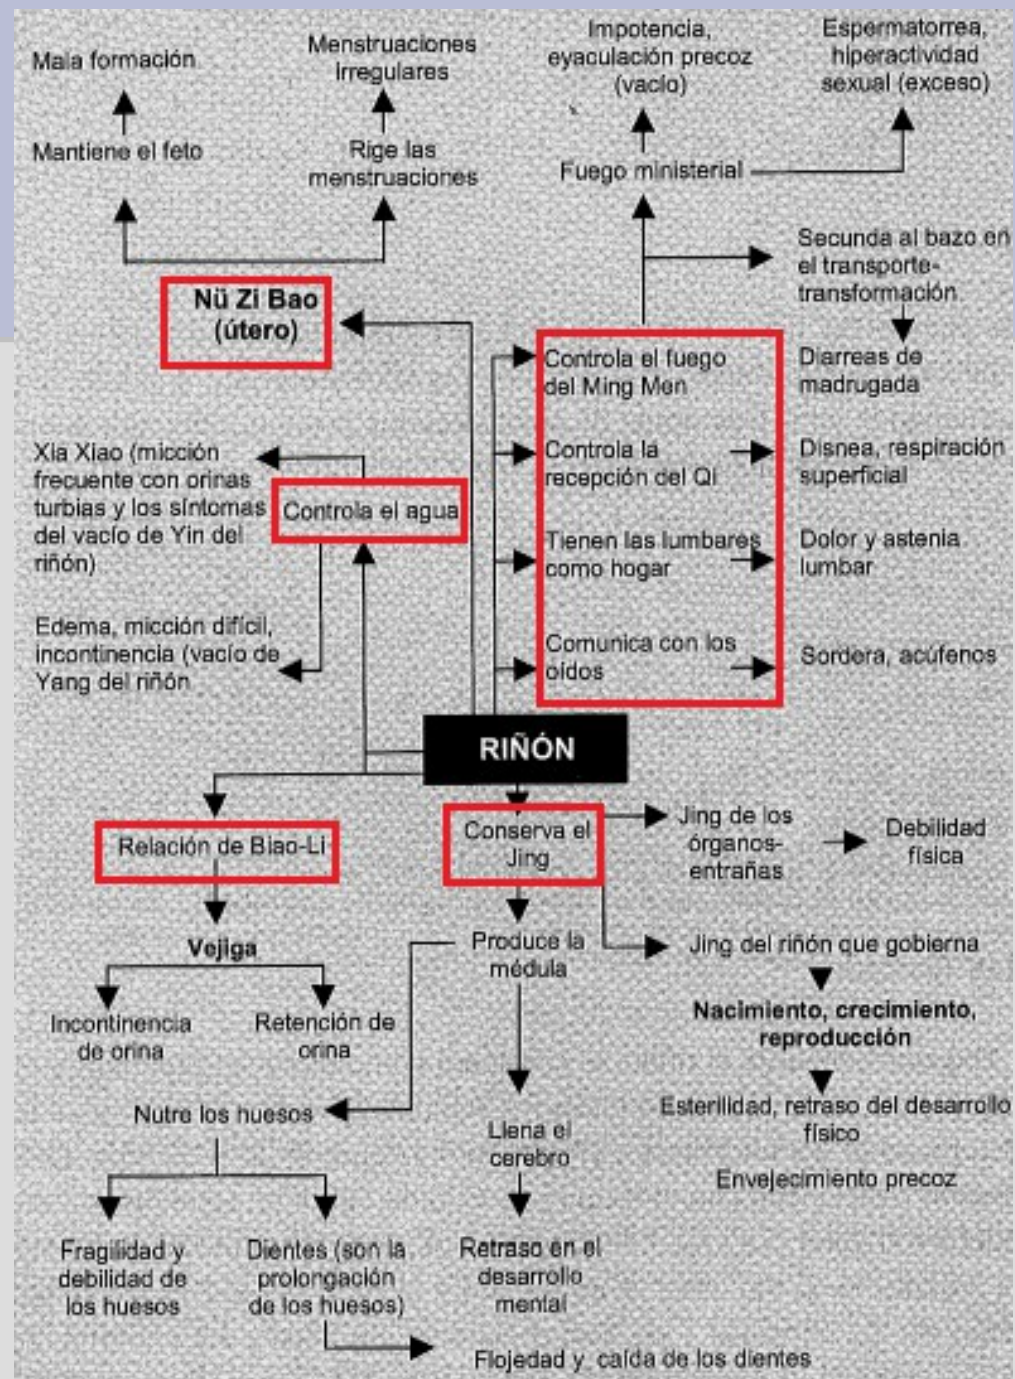 Mala formación
Menstruaciones
irregulares
Impotencia,
eyaculación precoz
(vacío)
Espermatorrea,
hiperactividad
sexual (exceso)
Mantiene el feto
Rige las
menstruaciones
Fuego ministerial
Secunda al bazo en
el transporte-
transformación
Nü Zi Bao
(útero)
Controla el fuego
del Ming Men
Diarreas de
madrugada
Xia Xiao (micción
frecuente con orinas
turbias y los síntomas
del vacío de Yin del
riñón)
Controla el agua
Controla la
recepción del Qi
Disnea, respiración
superficial
Tienen las lumbares
como hogar
Dolor y astenia
lumbar
Edema, micción difícil,
incontinencia (vacío de
Yang del riñón
Comunica con los
oídos
Sordera, acúfenos
RIÑÓN
Relación de Biao-Li
Conserva el
Jing
Jing de los
órganos-
entrañas
Debilidad
física
Vejiga
Produce la
médula
Jing del riñón que gobierna
Incontinencia
de orina
Retención de
orina
Nacimiento, crecimiento,
reproducción
Nutre los huesos
Llena el
cerebro
Esterilidad, retraso del desarrollo
físico
Envejecimiento precoz
Fragilidad y
debilidad de
los huesos
Dientes (son la
prolongación
de los huesos)
Retraso en el
desarrollo
mental
Flojedad y caída de los dientes